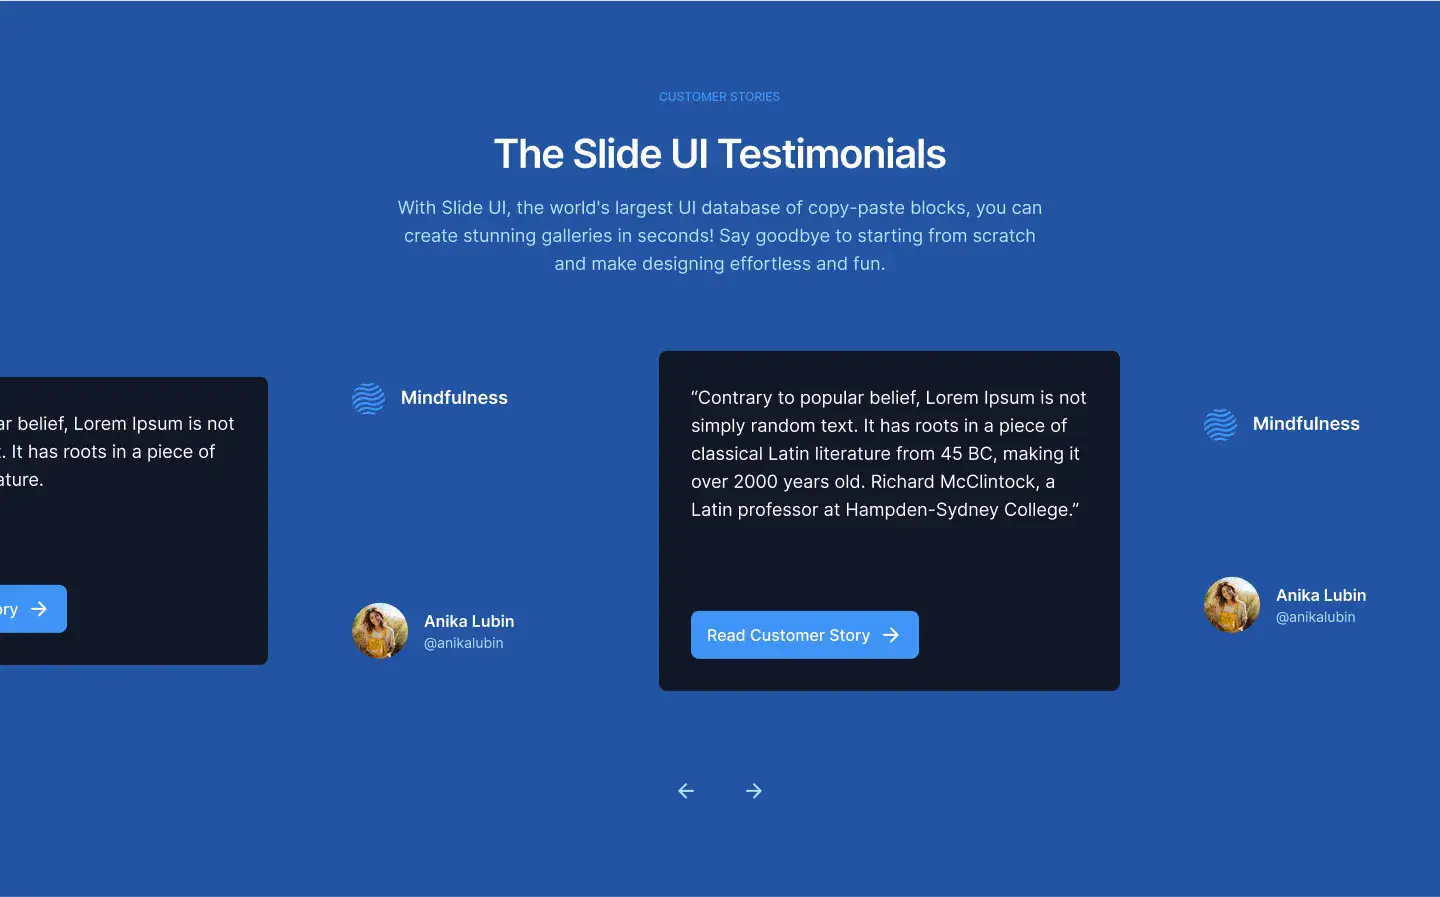 CUSTOMER STORIES
The Slide UI Testimonials
With Slide UI, the world's largest UI database of copy-paste blocks, you can
create stunning galleries in seconds! Say goodbye to starting from scratch
and make designing effortless and fun.
belief, Lorem Ipsum is not
It has roots in a piece of
Mindfulness
Anika Lubin
@anikalubin
“Contrary to popular belief, Lorem Ipsum is not
simply random text. It has roots in a piece of
classical Latin literature from 45 BC, making it
over 2000 years old. Richard McClintock, a
Latin professor at Hampden-Sydney College.”
Read Customer Story
Mindfulness
Anika Lubin
@anikalubin